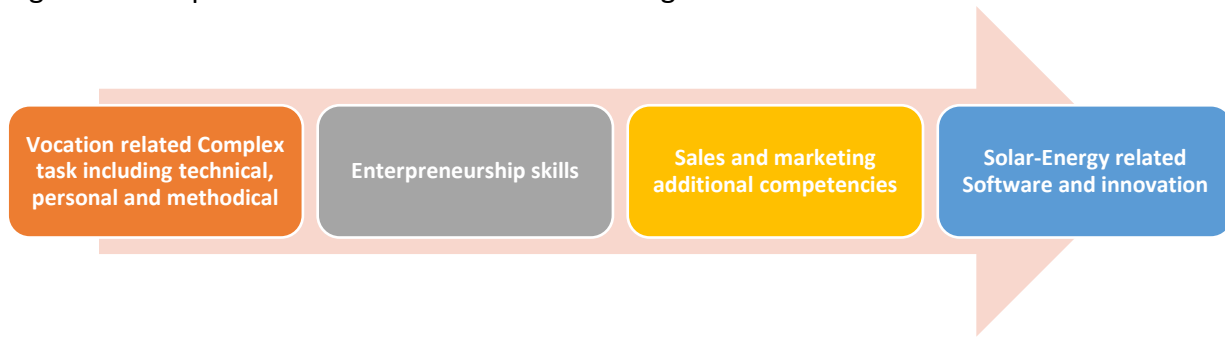 Vocation related Complex
task including technical,
personal and methodical
Enterpreneurship skills
Sales and marketing
additional competencies
Solar-Energy related
Software and innovation